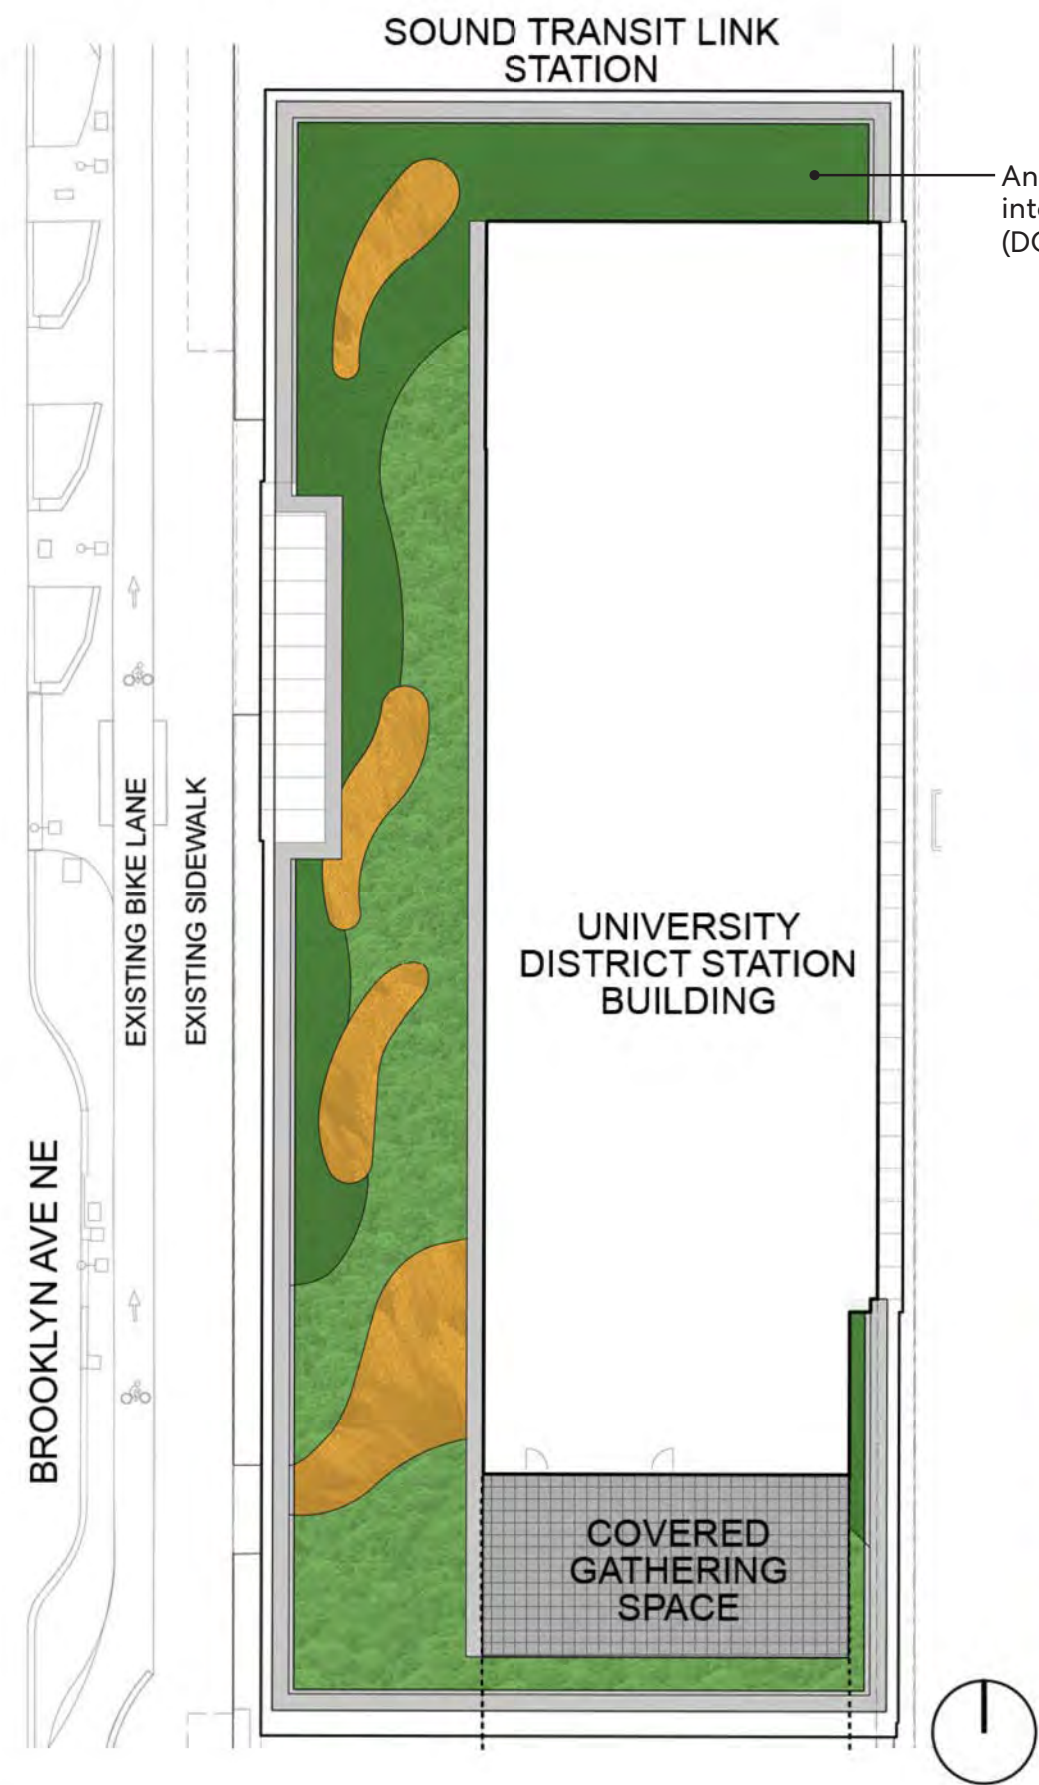 SOUND TRANSIT LINK
STATION
An
(DO
EXISTING BIKE LANE
EXISTING SIDEWALK
UNIVERSITY
DISTRICT STATION
BUILDING
BROOKLYN AVE NE
COVERED
GATHERING
SPACE